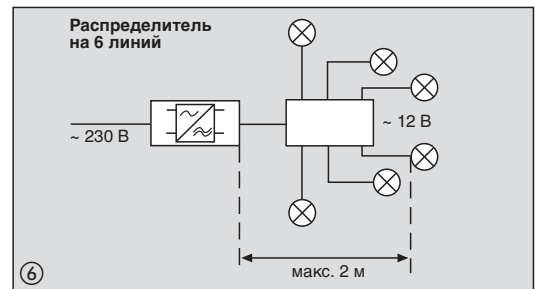 Распределитель
на 6 линий
~ 230 В
~ 12 В
макс. 2 м
6